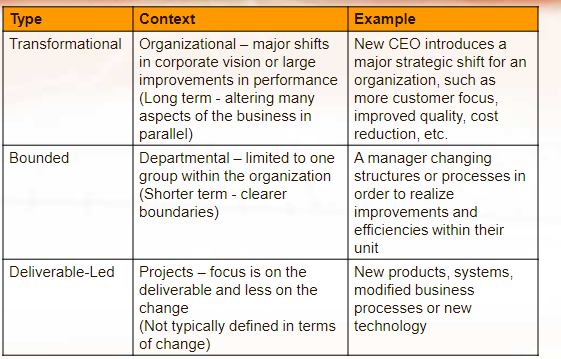 Type Context Example
Transformational
Organizational – major shifts
in corporate vision or large
improvements in performance
(Long term - altering many
aspects of the business in
parallel)
New CEO introduces a
major strategic shift for an
organization, such as
more customer focus,
improved quality, cost
reduction, etc.
Bounded
Departmental – limited to one
group within the organization
(Shorter term - clearer
boundaries)
A manager changing
structures or processes in
order to realize
improvements and
efficiencies within their
unit
Deliverable-Led
Projects – focus is on the
deliverable and less on the
change
(Not typically defined in terms
of change)
New products, systems,
modified business
processes or new
technology